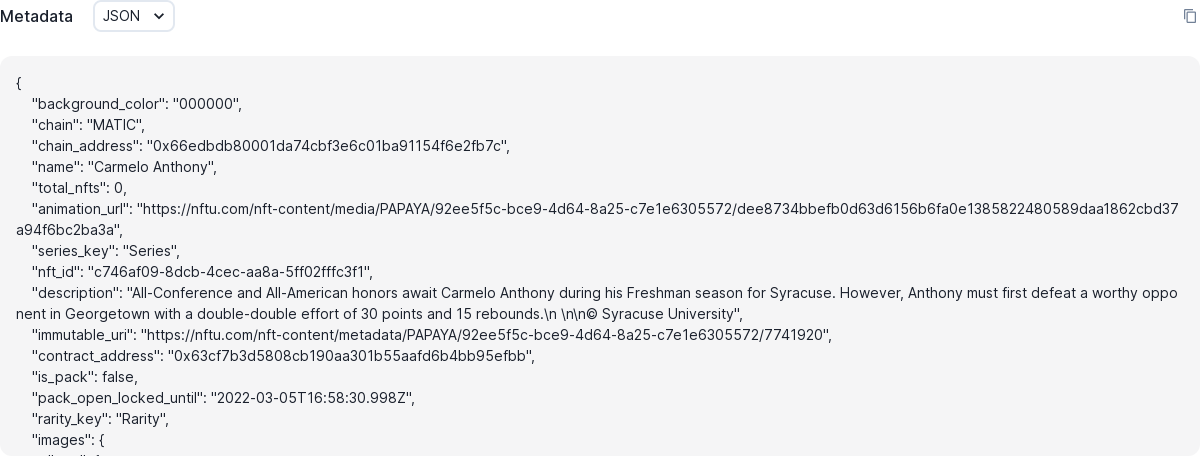 Metadata JSON
{
"background_color": "000000",
"chain": "MATIC",
"chain_address": "0x66edbdb80001da74cbf3e6c01ba91154f6e2fb7c",
"name": "Carmelo Anthony",
"total_nfts": 0,
"animation_url": "https://nftu.com/nft-content/media/PAPAYA/92ee5f5c-bce9-4d64-8a25-c7e1e6305572/dee8734bbefb0d63d6156b6fa0e1385822480589daa1862cbd37
a94f6bc2ba3a",
"series_key": "Series",
"nft_id": "c746af09-8dcb-4cec-aa8a-5ff02fffc3f1",
"description": "All-Conference and All-American honors await Carmelo Anthony during his Freshman season for Syracuse. However, Anthony must first defeat a worthy oppo
nent in Georgetown with a double-double effort of 30 points and 15 rebounds.\n \n\n© Syracuse University",
"immutable_uri": "https://nftu.com/nft-content/metadata/PAPAYA/92ee5f5c-bce9-4d64-8a25-c7e1e6305572/7741920",
"contract_address": "0x63cf7b3d5808cb190aa301b55aafd6b4bb95efbb",
"is_pack": false,
"pack_open_locked_until": "2022-03-05T16:58:30.998Z",
"rarity_key": "Rarity",
"images": {